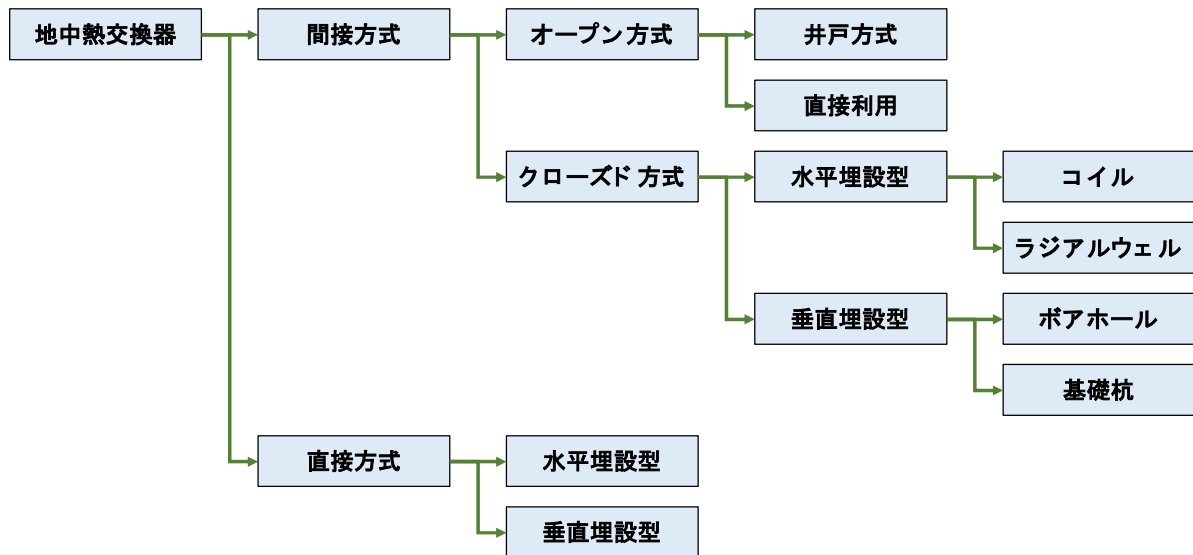 地中熱交換器
間接方式
オープン方式
井戸方式
直接利用
クローズド方式
水平埋設型
コイル
ラジアルウェル
垂直埋設型
ボアホール
基礎杭
直接方式
水平埋設型
垂直埋設型